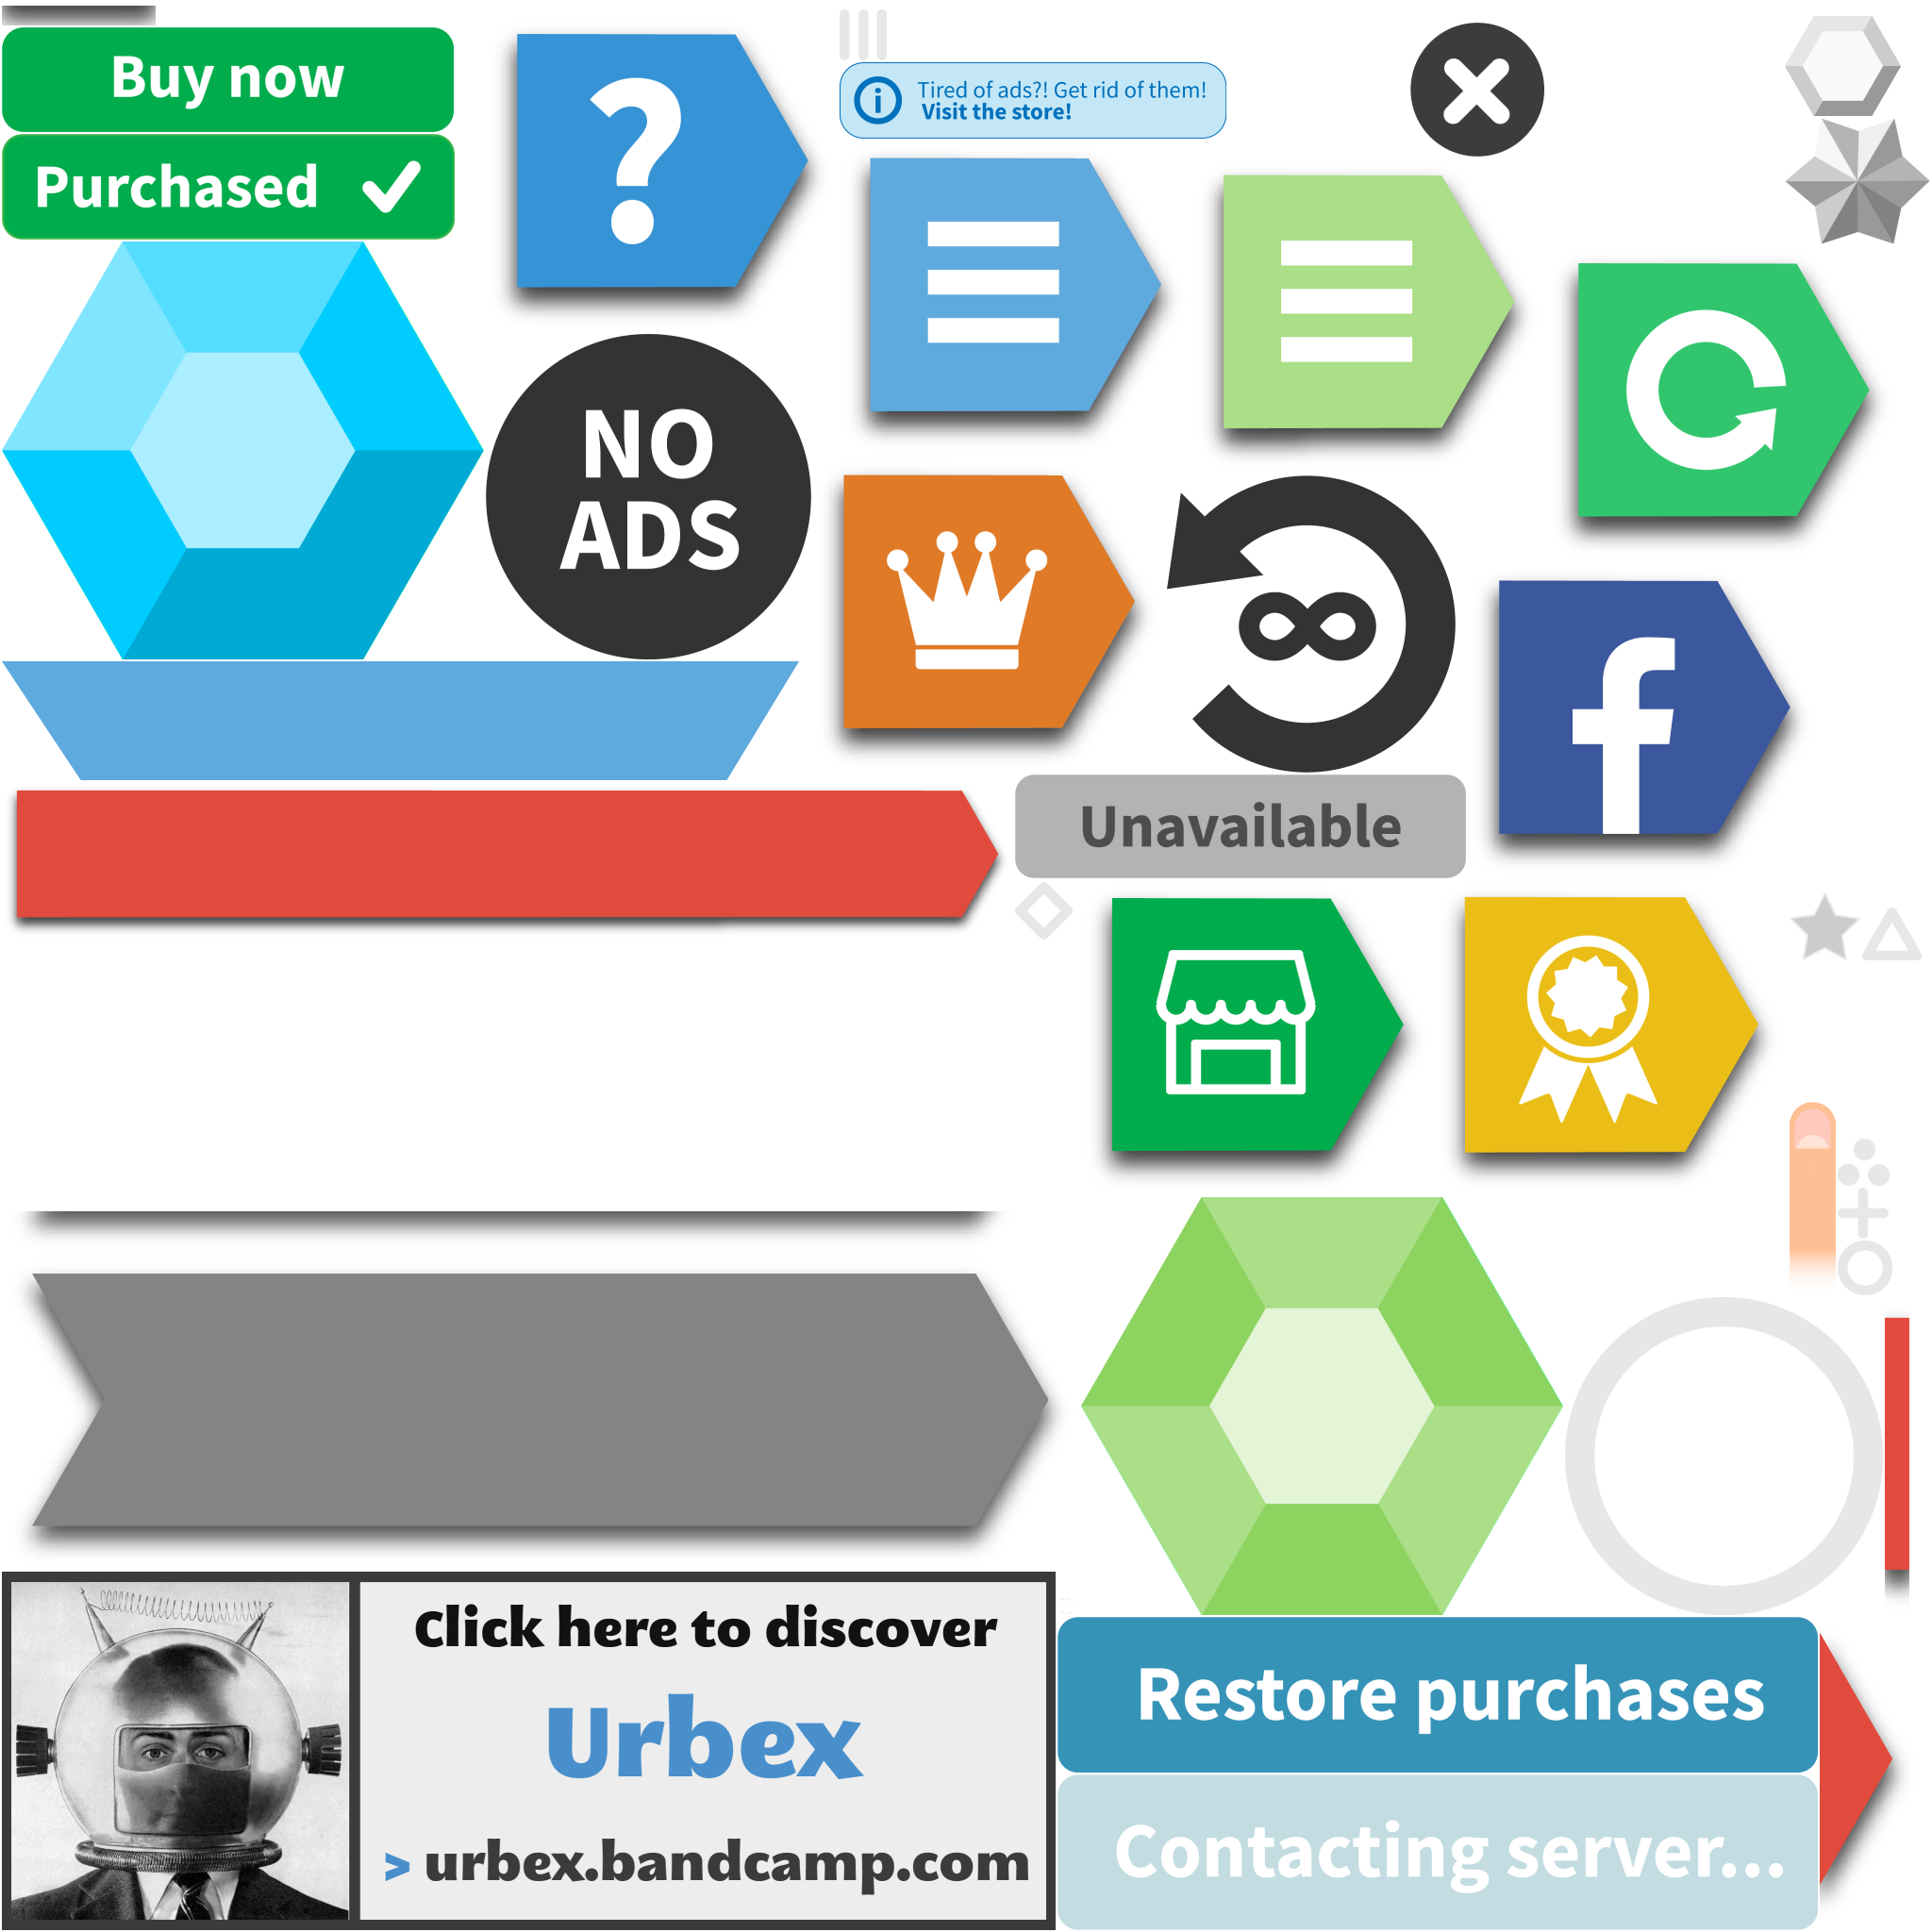 Buy now
Purchased
?
Tired of ads?! Get rid of them!
Visit the store!
NO
ADS
Unavailable
Click here to discover
Urbex
> urbex.bandcamp.com
Restore purchases
Contacting server...